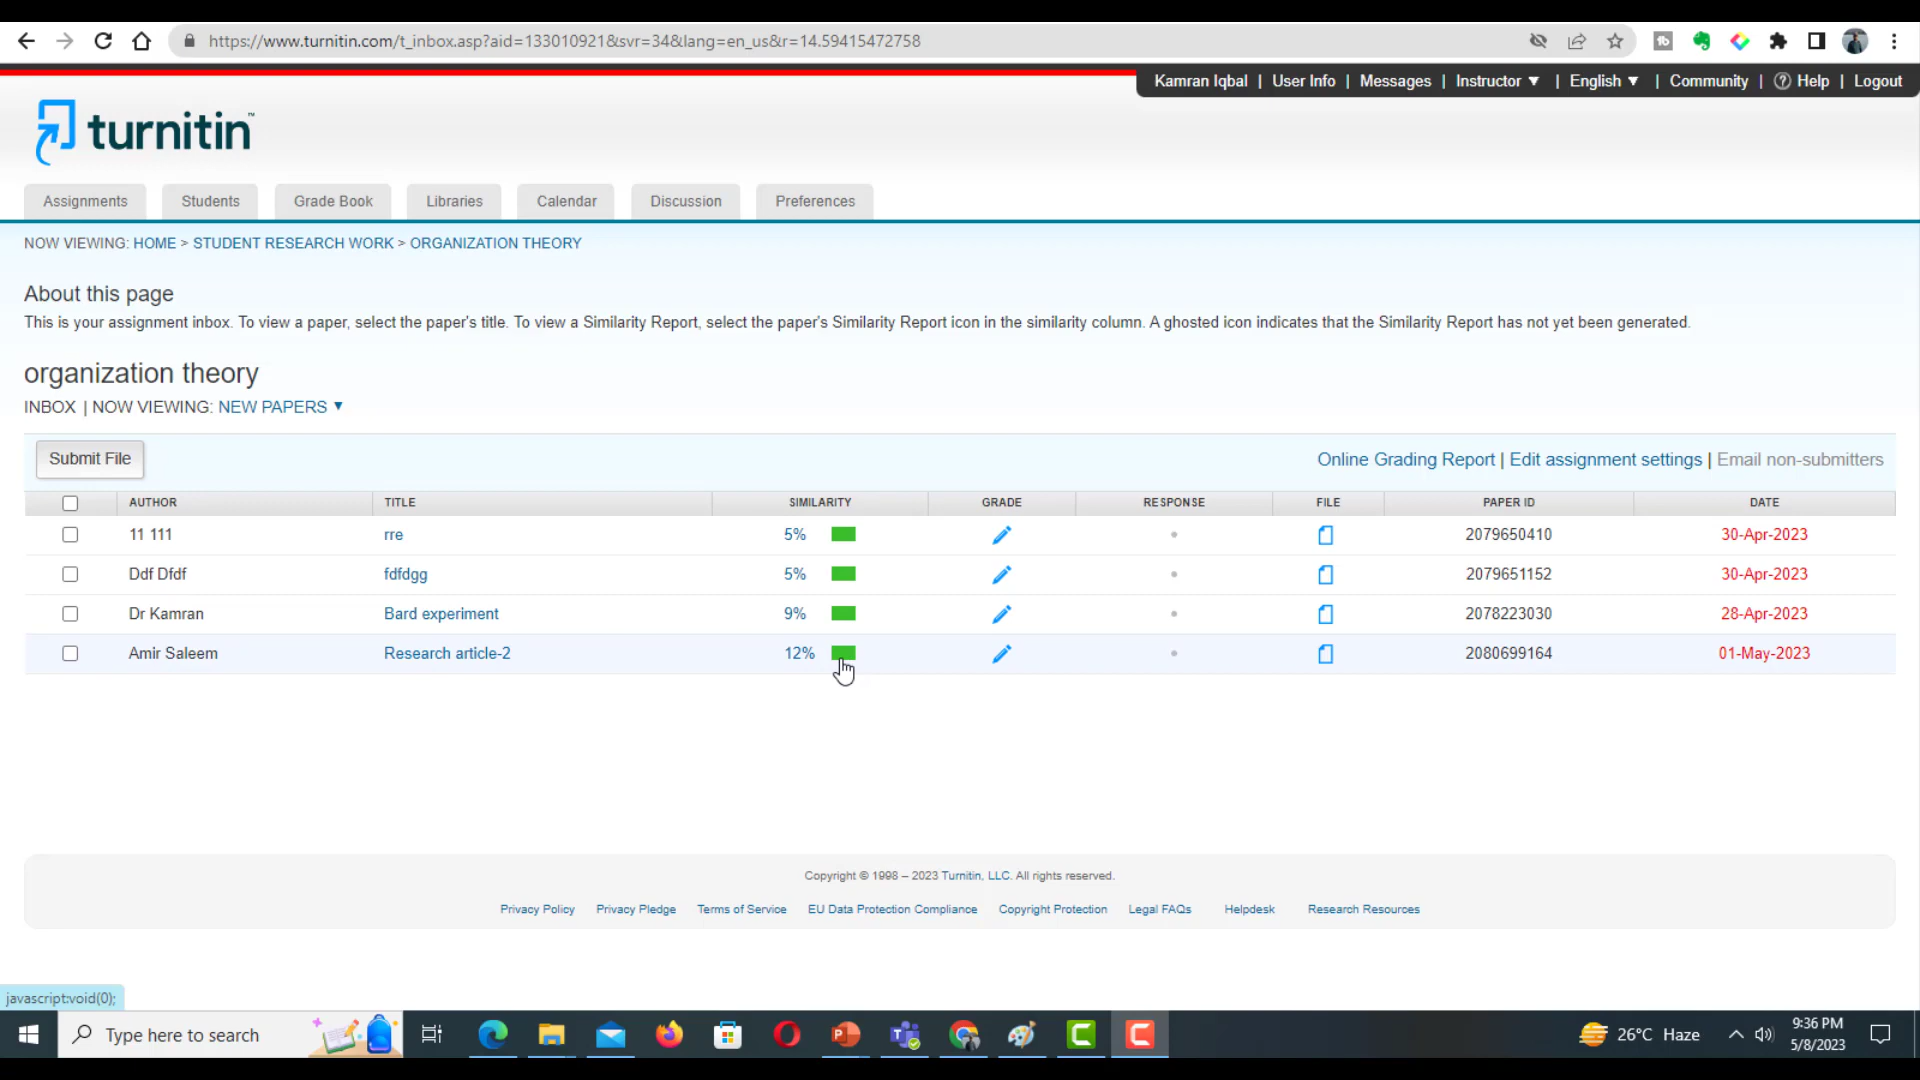 https://www.turnitin.com/t_inbox.asp?aid=133010921&svr=34&lang=en_us&r=14.59415472758
Kamran Iqbal | User Info | Messages | Instructor ▼ | English ▼ | Community | ? Help | Logout
turnitin™
Assignments Students Grade Book Libraries Calendar Discussion Preferences
NOW VIEWING: HOME > STUDENT RESEARCH WORK > ORGANIZATION THEORY
About this page
This is your assignment inbox. To view a paper, select the paper's title. To view a Similarity Report, select the paper's Similarity Report icon in the similarity column. A ghosted icon indicates that the Similarity Report has not yet been generated.
organization theory
INBOX | NOW VIEWING: NEW PAPERS ▼
Submit File Online Grading Report | Edit assignment settings | Email non-submitters
AUTHOR TITLE SIMILARITY GRADE RESPONSE FILE PAPER ID DATE
11 111 rre 5% 2079650410 30-Apr-2023
Ddf Dfdf fdfdgg 5% 2079651152 30-Apr-2023
Dr Kamran Bard experiment 9% 2078223030 28-Apr-2023
Amir Saleem Research article-2 12% 2080699164 01-May-2023
Copyright © 1998 – 2023 Turnitin, LLC. All rights reserved.
Privacy Policy Privacy Pledge Terms of Service EU Data Protection Compliance Copyright Protection Legal FAQs Helpdesk Research Resources
javascript:void(0);
Type here to search 26°C Haze 9:36 PM
5/8/2023